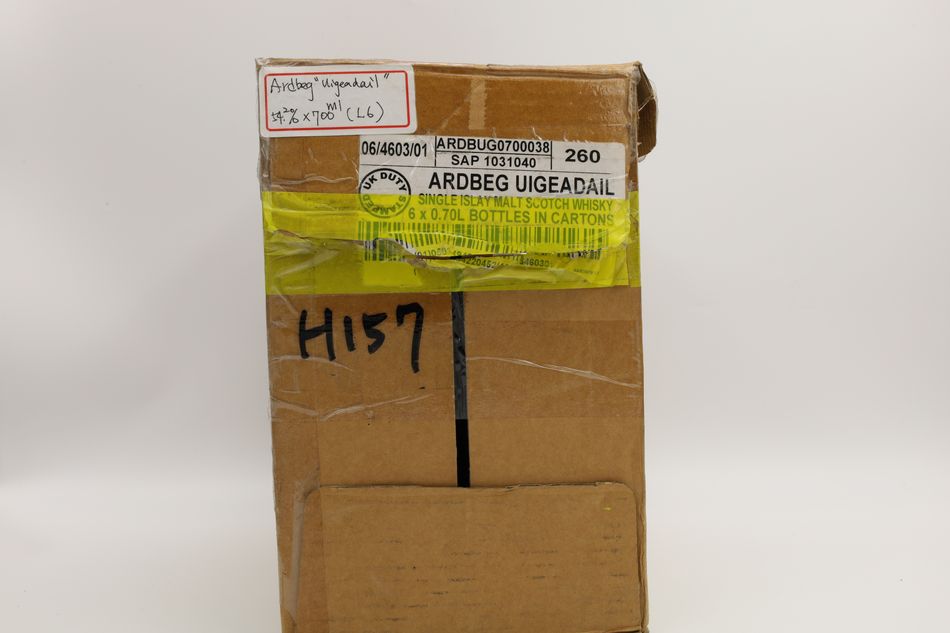 Ardbeg "Uigeadail"
54.2% x 700ml (L6)
06/4603/01
ARDBUG0700038
SAP 1031040
260
UK DUTY
STAMPED
ARDBEG UIGEADAIL
SINGLE ISLAY MALT SCOTCH WHISKY
6 x 0.70L BOTTLES IN CARTONS
H157